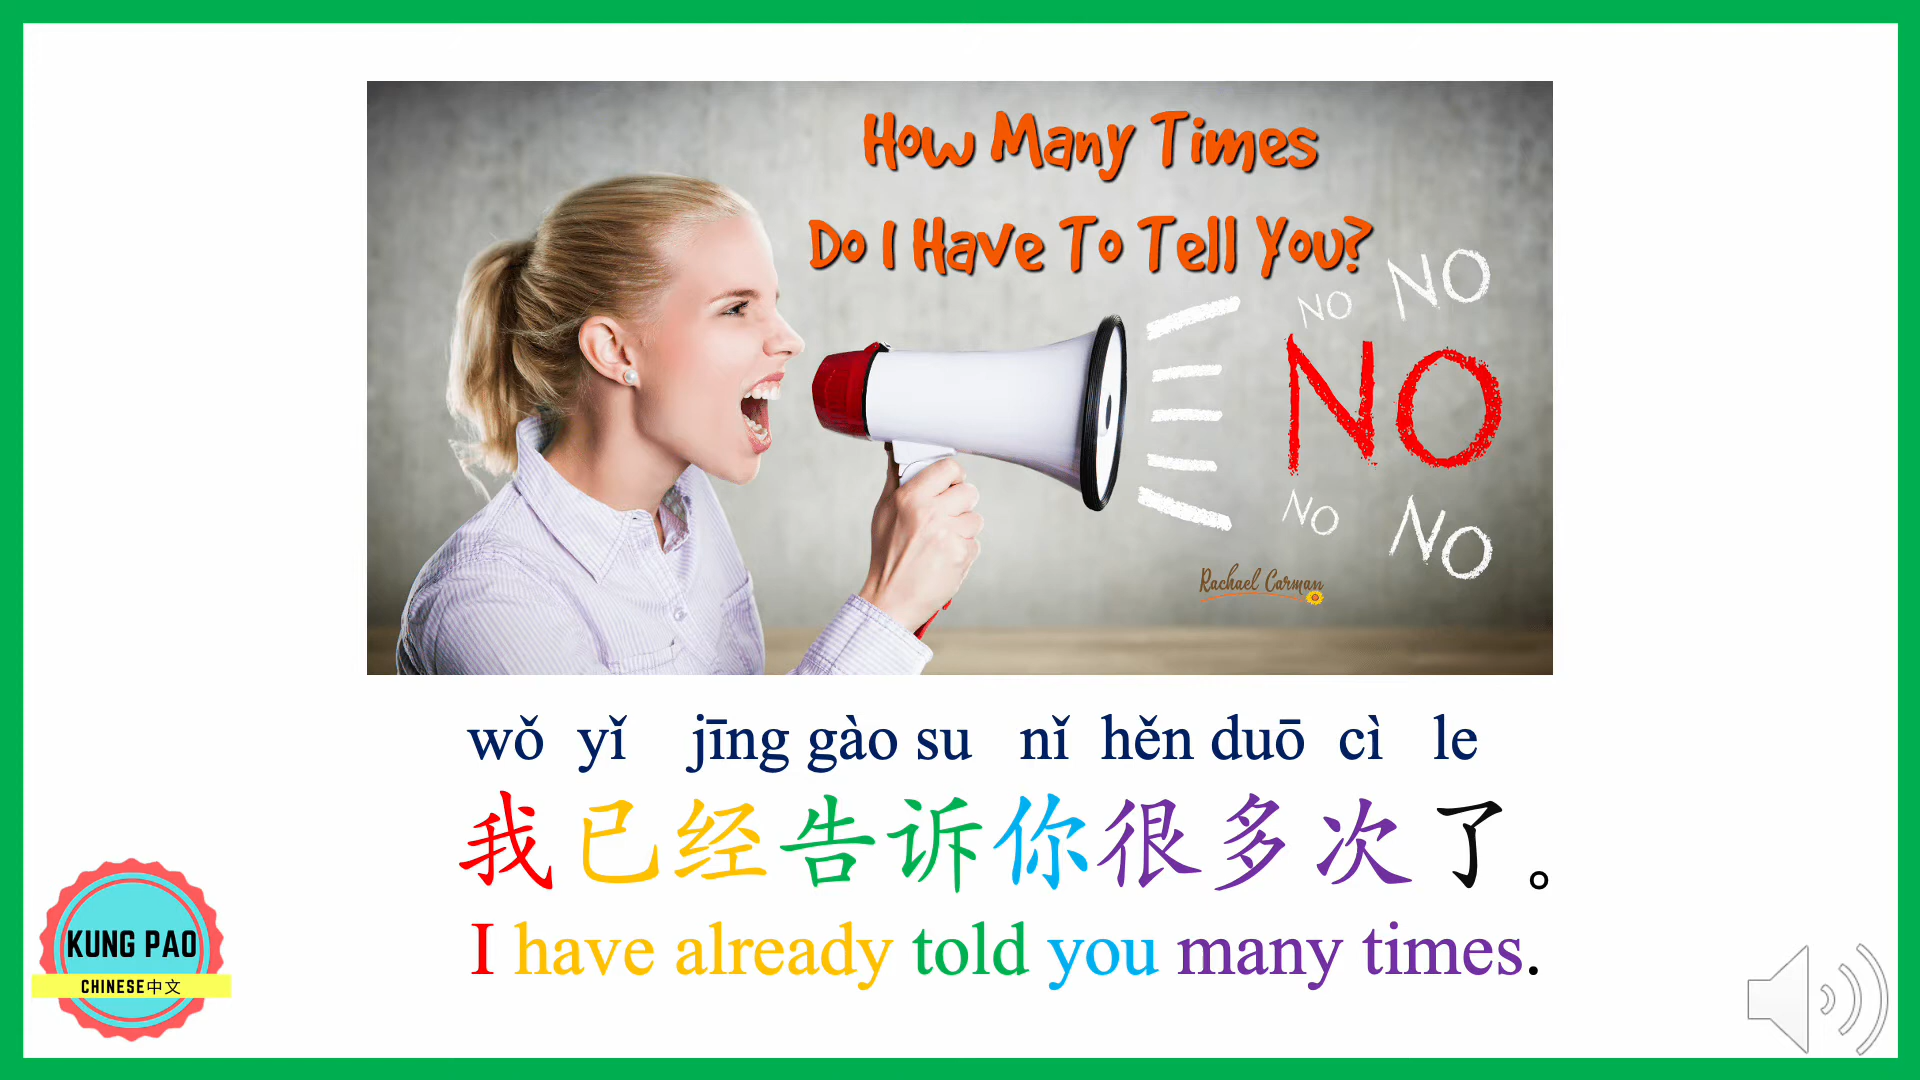 How Many Times
Do I Have To Tell You?
NO NO
NO
NO NO
Rachael Carman
wǒ yǐ jīng gào su nǐ hěn duō cì le
我已经告诉你很多次了。
I have already told you many times.
KUNG PAO
CHINESE中文